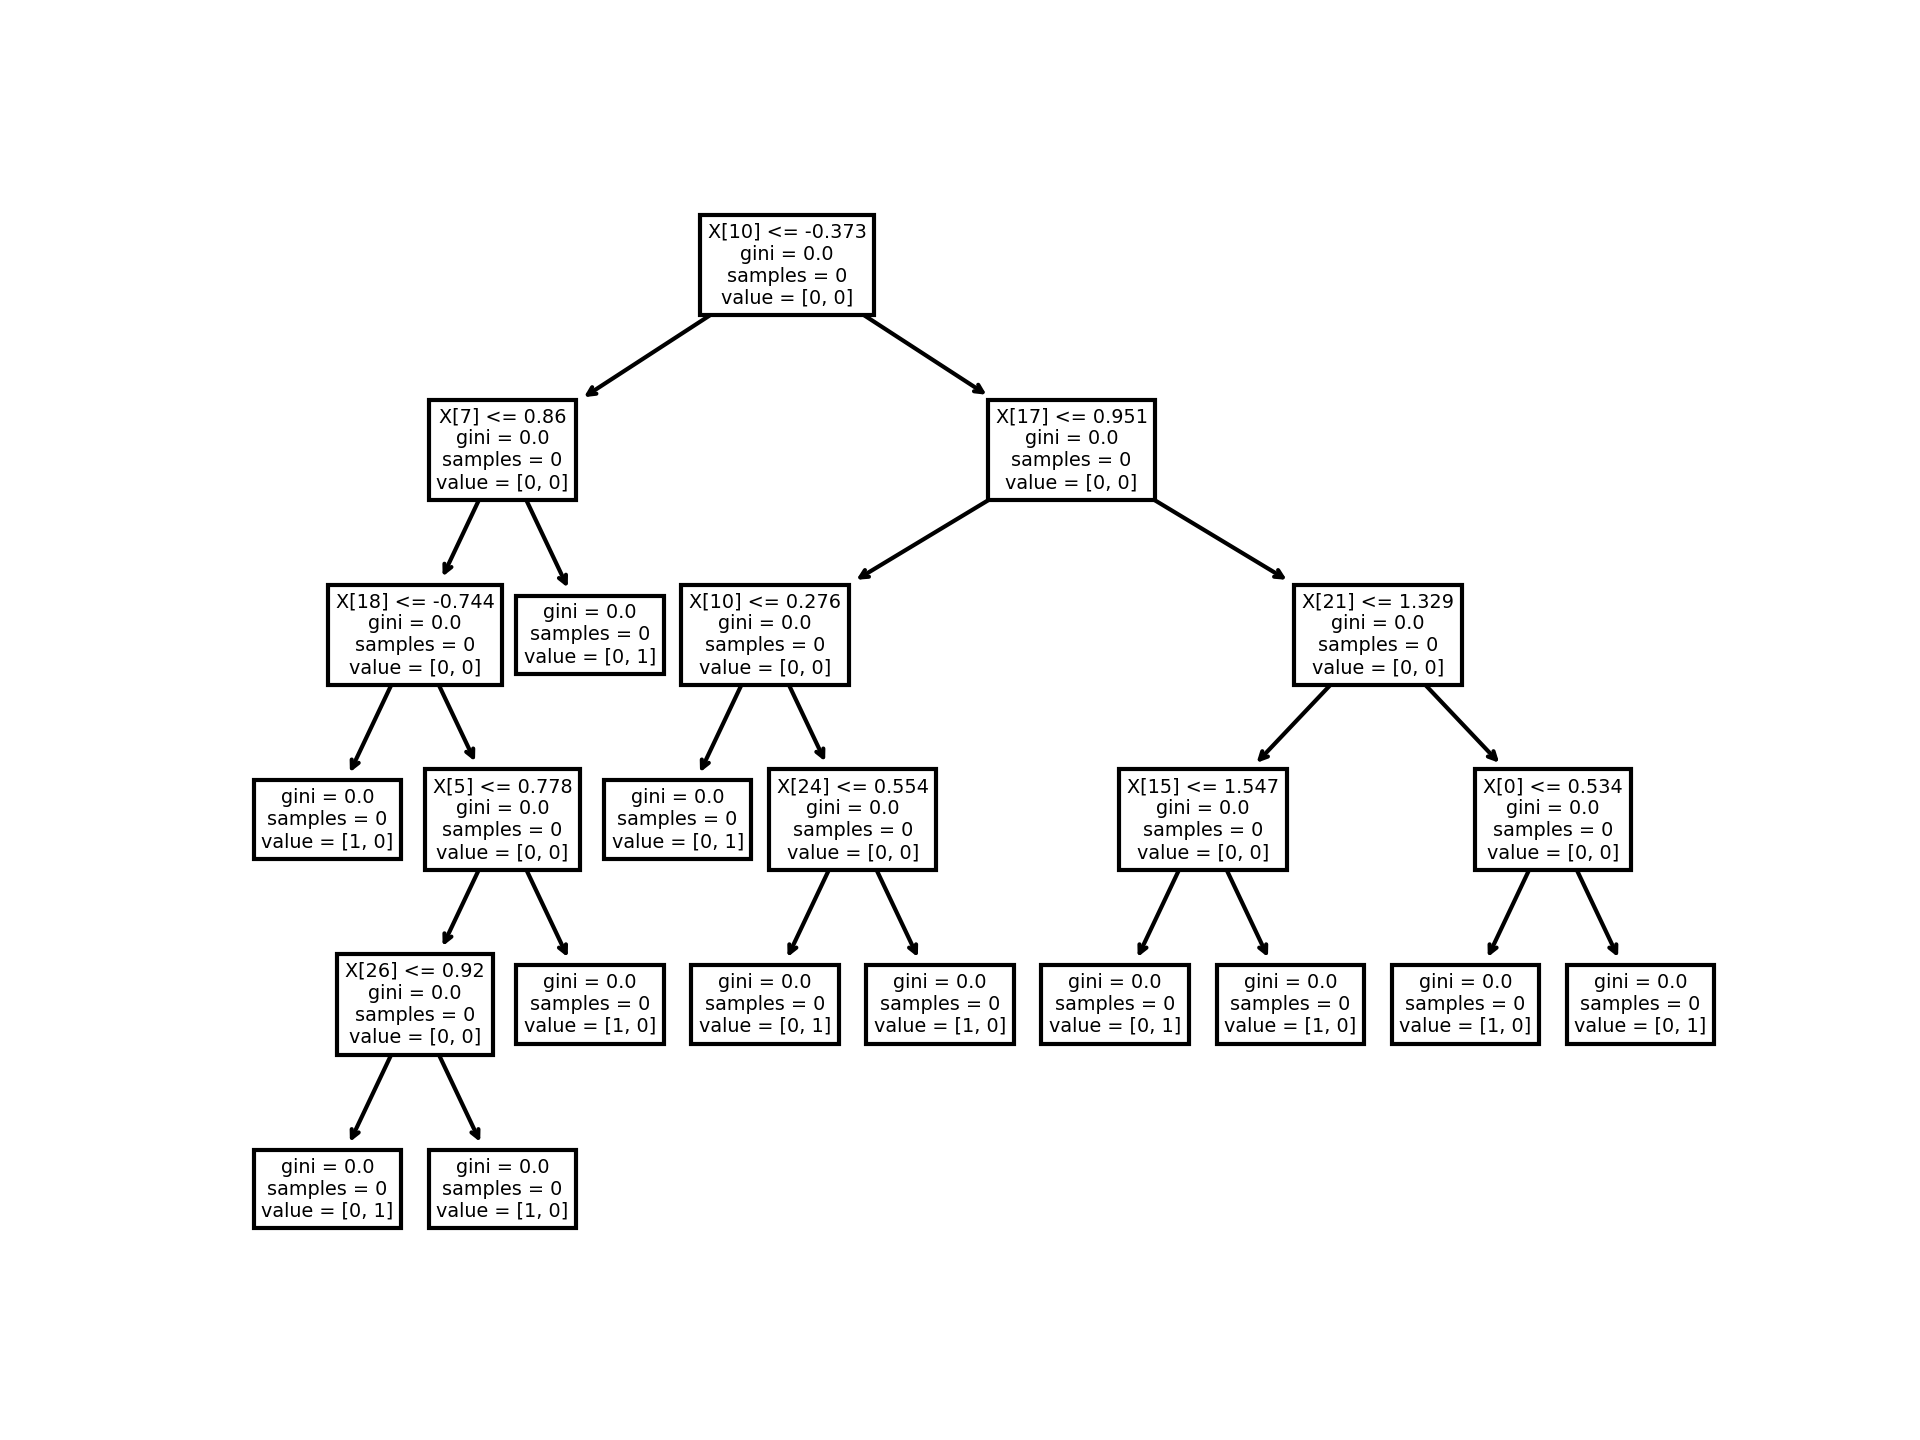 X[10] <= -0.373
gini = 0.0
samples = 0
value = [0, 0]
X[7] <= 0.86
gini = 0.0
samples = 0
value = [0, 0]
X[17] <= 0.951
gini = 0.0
samples = 0
value = [0, 0]
X[18] <= -0.744
gini = 0.0
samples = 0
value = [0, 0]
gini = 0.0
samples = 0
value = [0, 1]
X[10] <= 0.276
gini = 0.0
samples = 0
value = [0, 0]
X[21] <= 1.329
gini = 0.0
samples = 0
value = [0, 0]
gini = 0.0
samples = 0
value = [1, 0]
X[5] <= 0.778
gini = 0.0
samples = 0
value = [0, 0]
gini = 0.0
samples = 0
value = [0, 1]
X[24] <= 0.554
gini = 0.0
samples = 0
value = [0, 0]
X[15] <= 1.547
gini = 0.0
samples = 0
value = [0, 0]
X[0] <= 0.534
gini = 0.0
samples = 0
value = [0, 0]
X[26] <= 0.92
gini = 0.0
samples = 0
value = [0, 0]
gini = 0.0
samples = 0
value = [1, 0]
gini = 0.0
samples = 0
value = [0, 1]
gini = 0.0
samples = 0
value = [1, 0]
gini = 0.0
samples = 0
value = [0, 1]
gini = 0.0
samples = 0
value = [1, 0]
gini = 0.0
samples = 0
value = [1, 0]
gini = 0.0
samples = 0
value = [0, 1]
gini = 0.0
samples = 0
value = [0, 1]
gini = 0.0
samples = 0
value = [1, 0]